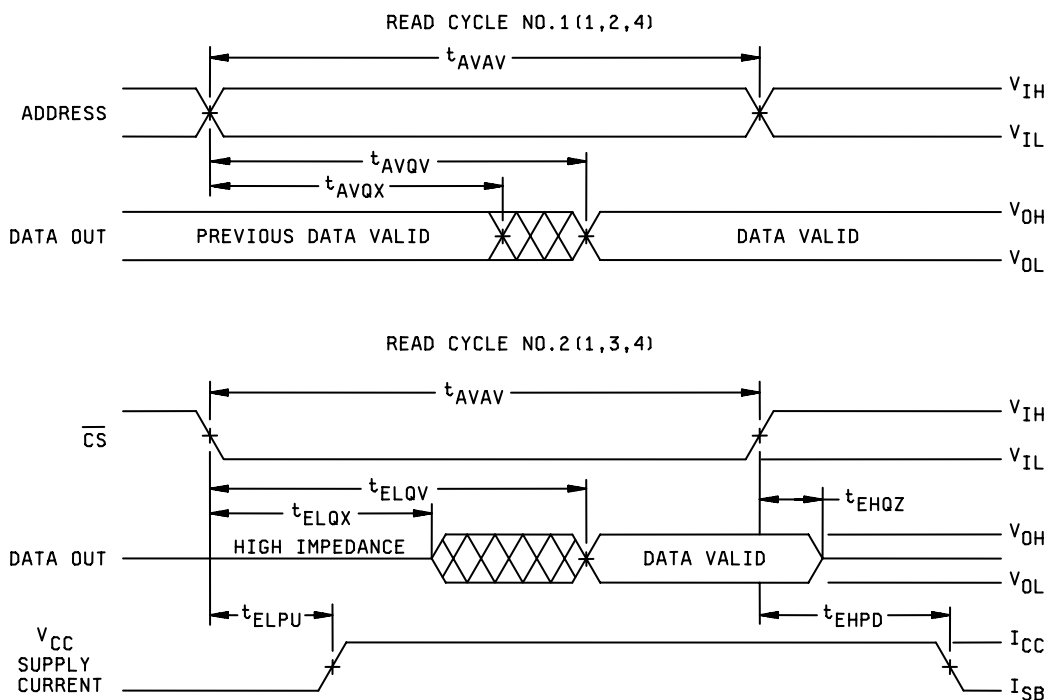 READ CYCLE NO.1(1,2,4)
tAVAV
ADDRESS
VIH
VIL
tAVQV
tAVQX
DATA OUT
PREVIOUS DATA VALID
DATA VALID
VOH
VOL
READ CYCLE NO.2(1,3,4)
tAVAV
CS
VIH
VIL
tELQV
tELQX
tEHQZ
DATA OUT
HIGH IMPEDANCE
DATA VALID
VOH
VOL
tELPU
tEHPD
VCC
SUPPLY
CURRENT
ICC
ISB